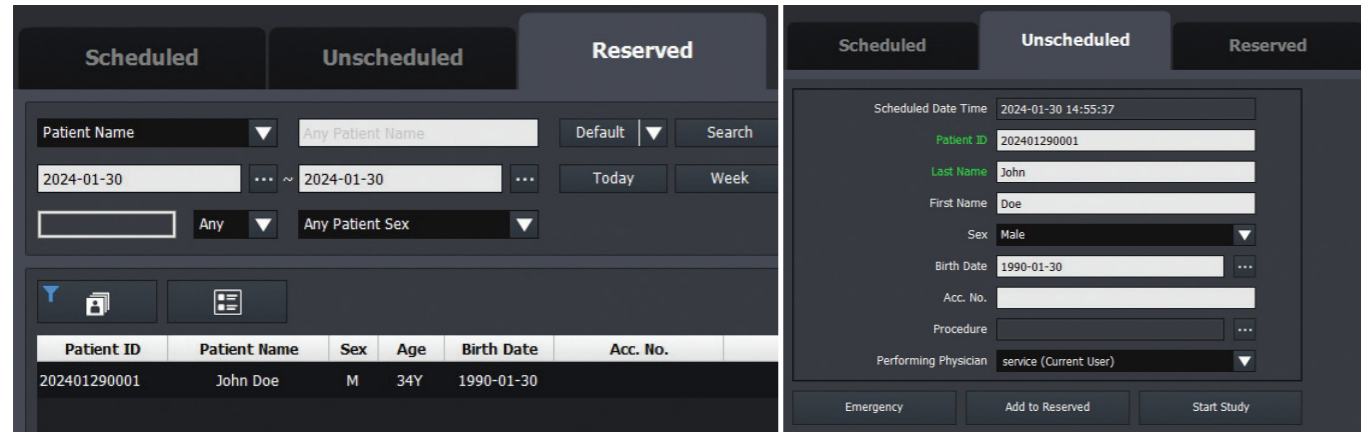 Scheduled Unscheduled Reserved
Patient Name Any Patient Name Default Search
2024-01-30 ... ~ 2024-01-30 ... Today Week
Any Any Patient Sex
Patient ID Patient Name Sex Age Birth Date Acc. No.
202401290001 John Doe M 34Y 1990-01-30
Scheduled Unscheduled Reserved
Scheduled Date Time 2024-01-30 14:55:37
Patient ID 202401290001
Last Name John
First Name Doe
Sex Male
Birth Date 1990-01-30 ...
Acc. No.
Procedure ...
Performing Physician service (Current User)
Emergency Add to Reserved Start Study